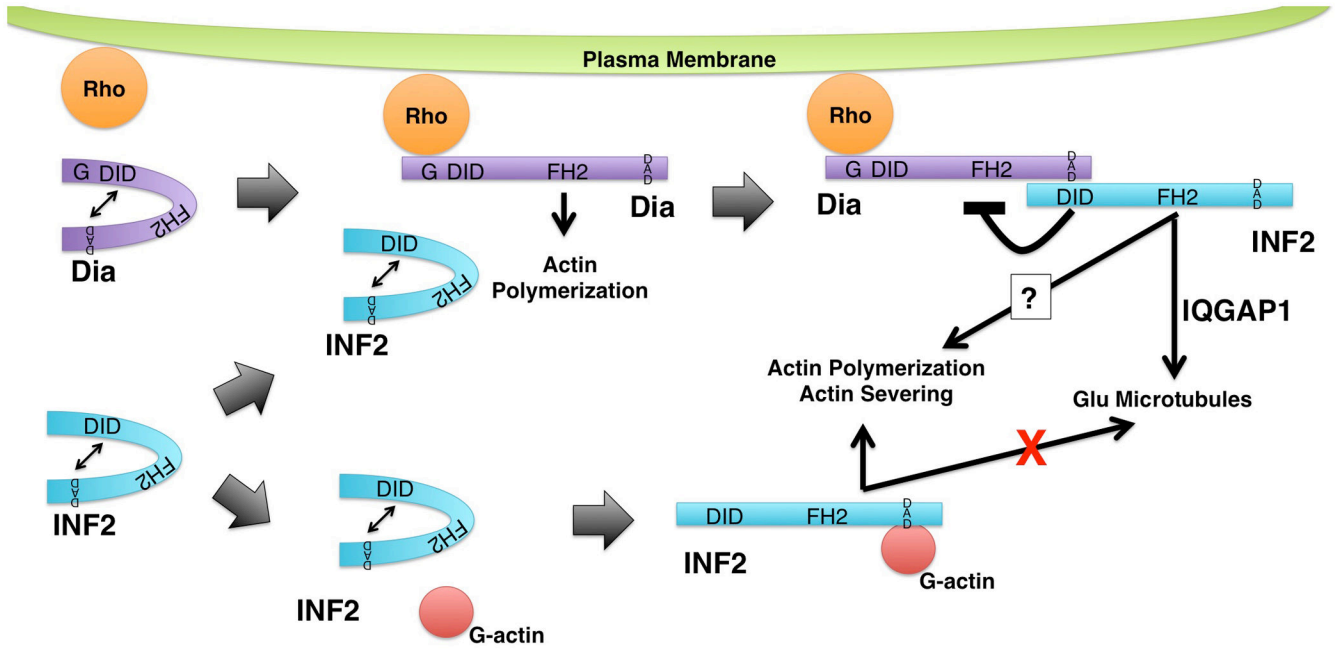 Plasma Membrane
Rho
Rho
Rho
G DID
FH2
DAD
Dia
G DID
FH2
DAD
Dia
Actin
Polymerization
DID
FH2
DAD
INF2
G DID
FH2
DAD
Dia
DID
FH2
DAD
INF2
?
IQGAP1
Actin Polymerization
Actin Severing
Glu Microtubules
X
DID
FH2
DAD
INF2
DID
FH2
DAD
INF2
G-actin
DID
FH2
DAD
INF2
G-actin